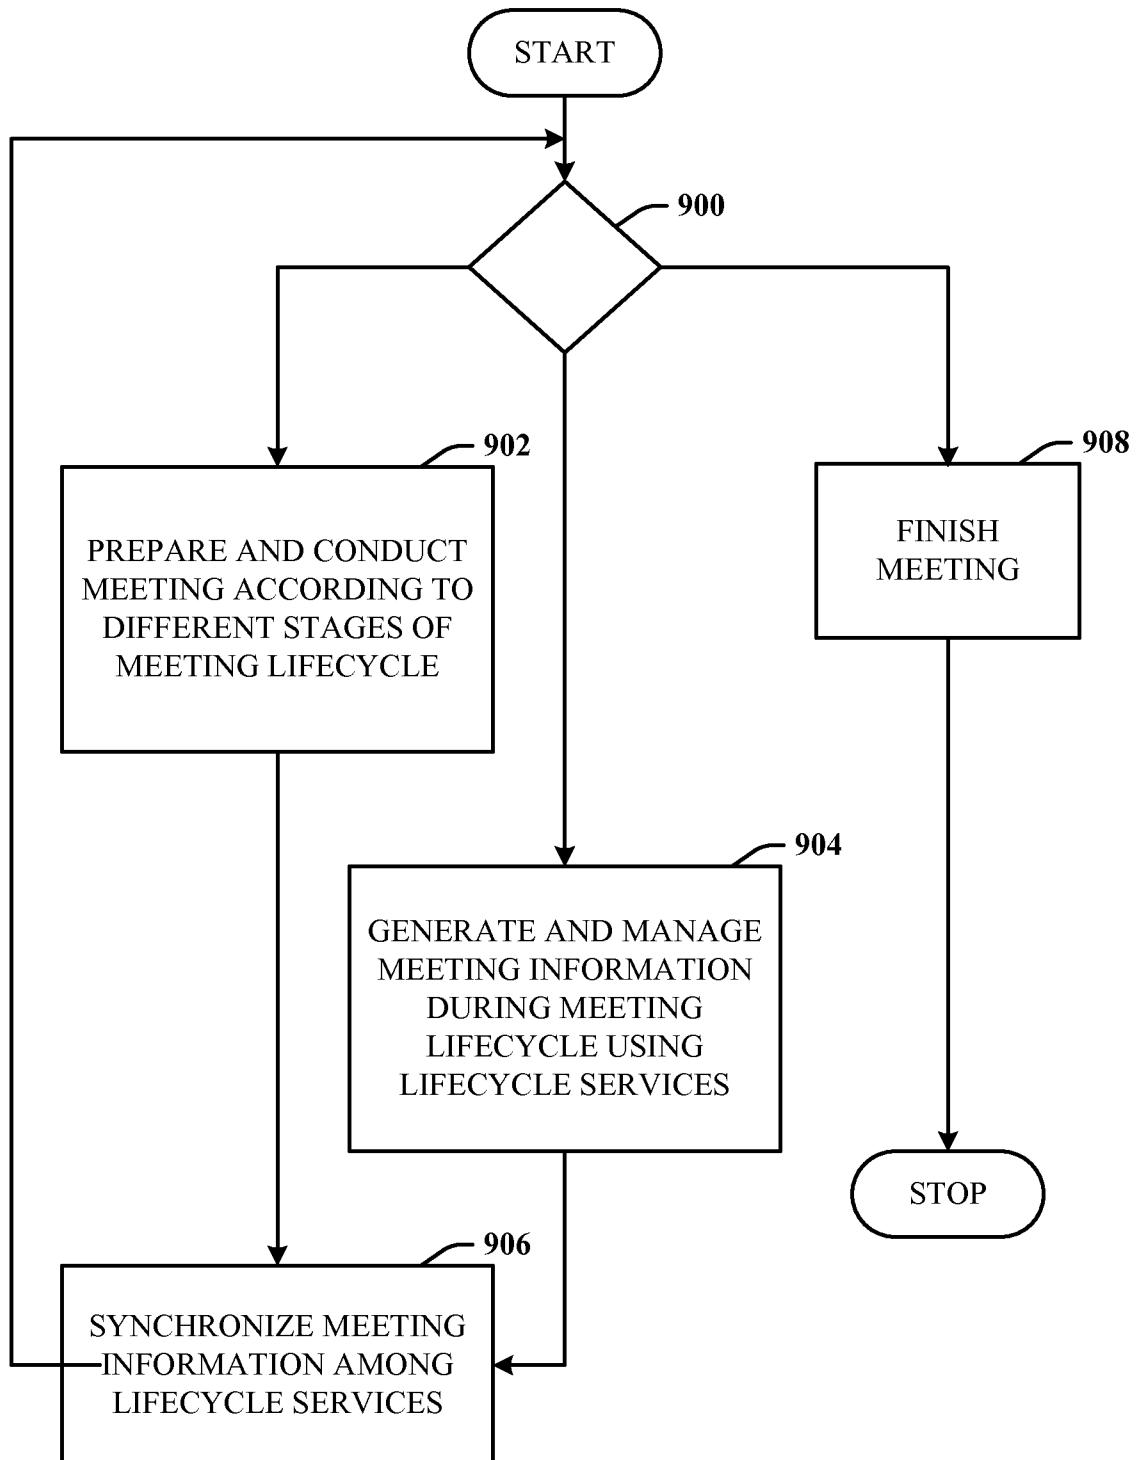 START
900
902
PREPARE AND CONDUCT
MEETING ACCORDING TO
DIFFERENT STAGES OF
MEETING LIFECYCLE
908
FINISH
MEETING
904
GENERATE AND MANAGE
MEETING INFORMATION
DURING MEETING
LIFECYCLE USING
LIFECYCLE SERVICES
STOP
906
SYNCHRONIZE MEETING
INFORMATION AMONG
LIFECYCLE SERVICES